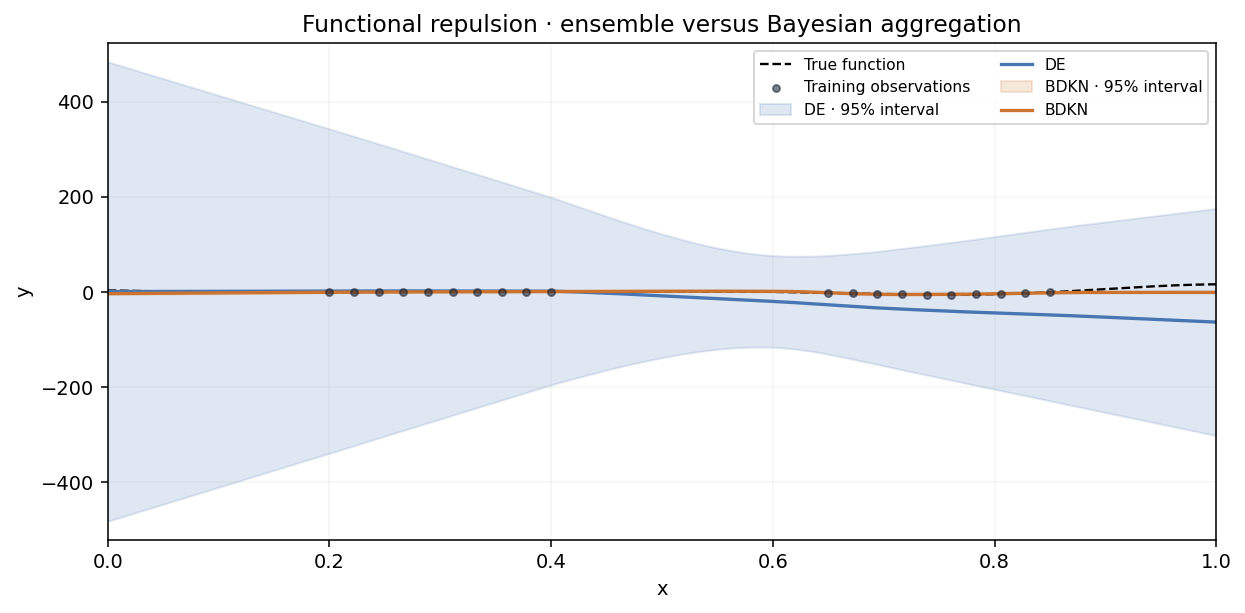 Functional repulsion · ensemble versus Bayesian aggregation
True function
Training observations
DE · 95% interval
DE
BDKN · 95% interval
BDKN
400
200
0
−200
−400
y
0.0 0.2 0.4 0.6 0.8 1.0
x